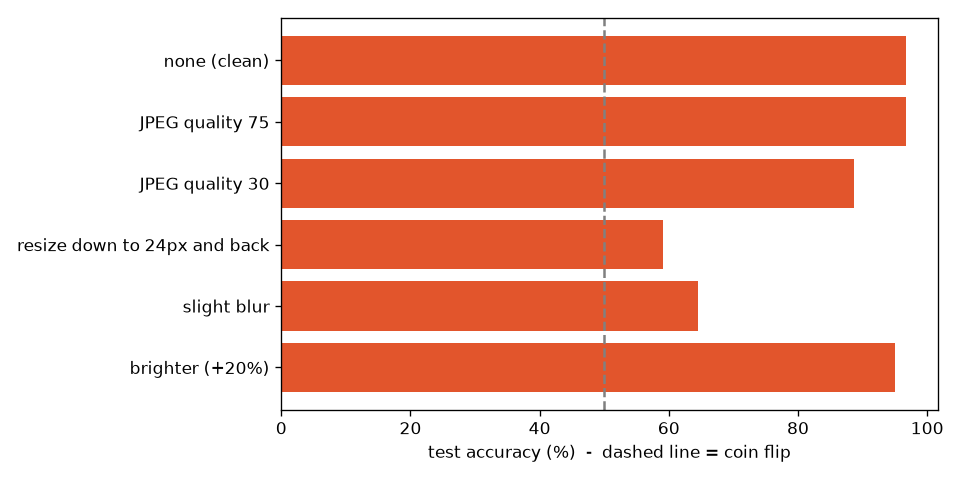 none (clean)
JPEG quality 75
JPEG quality 30
resize down to 24px and back
slight blur
brighter (+20%)
0 20 40 60 80 100
test accuracy (%)  -  dashed line = coin flip